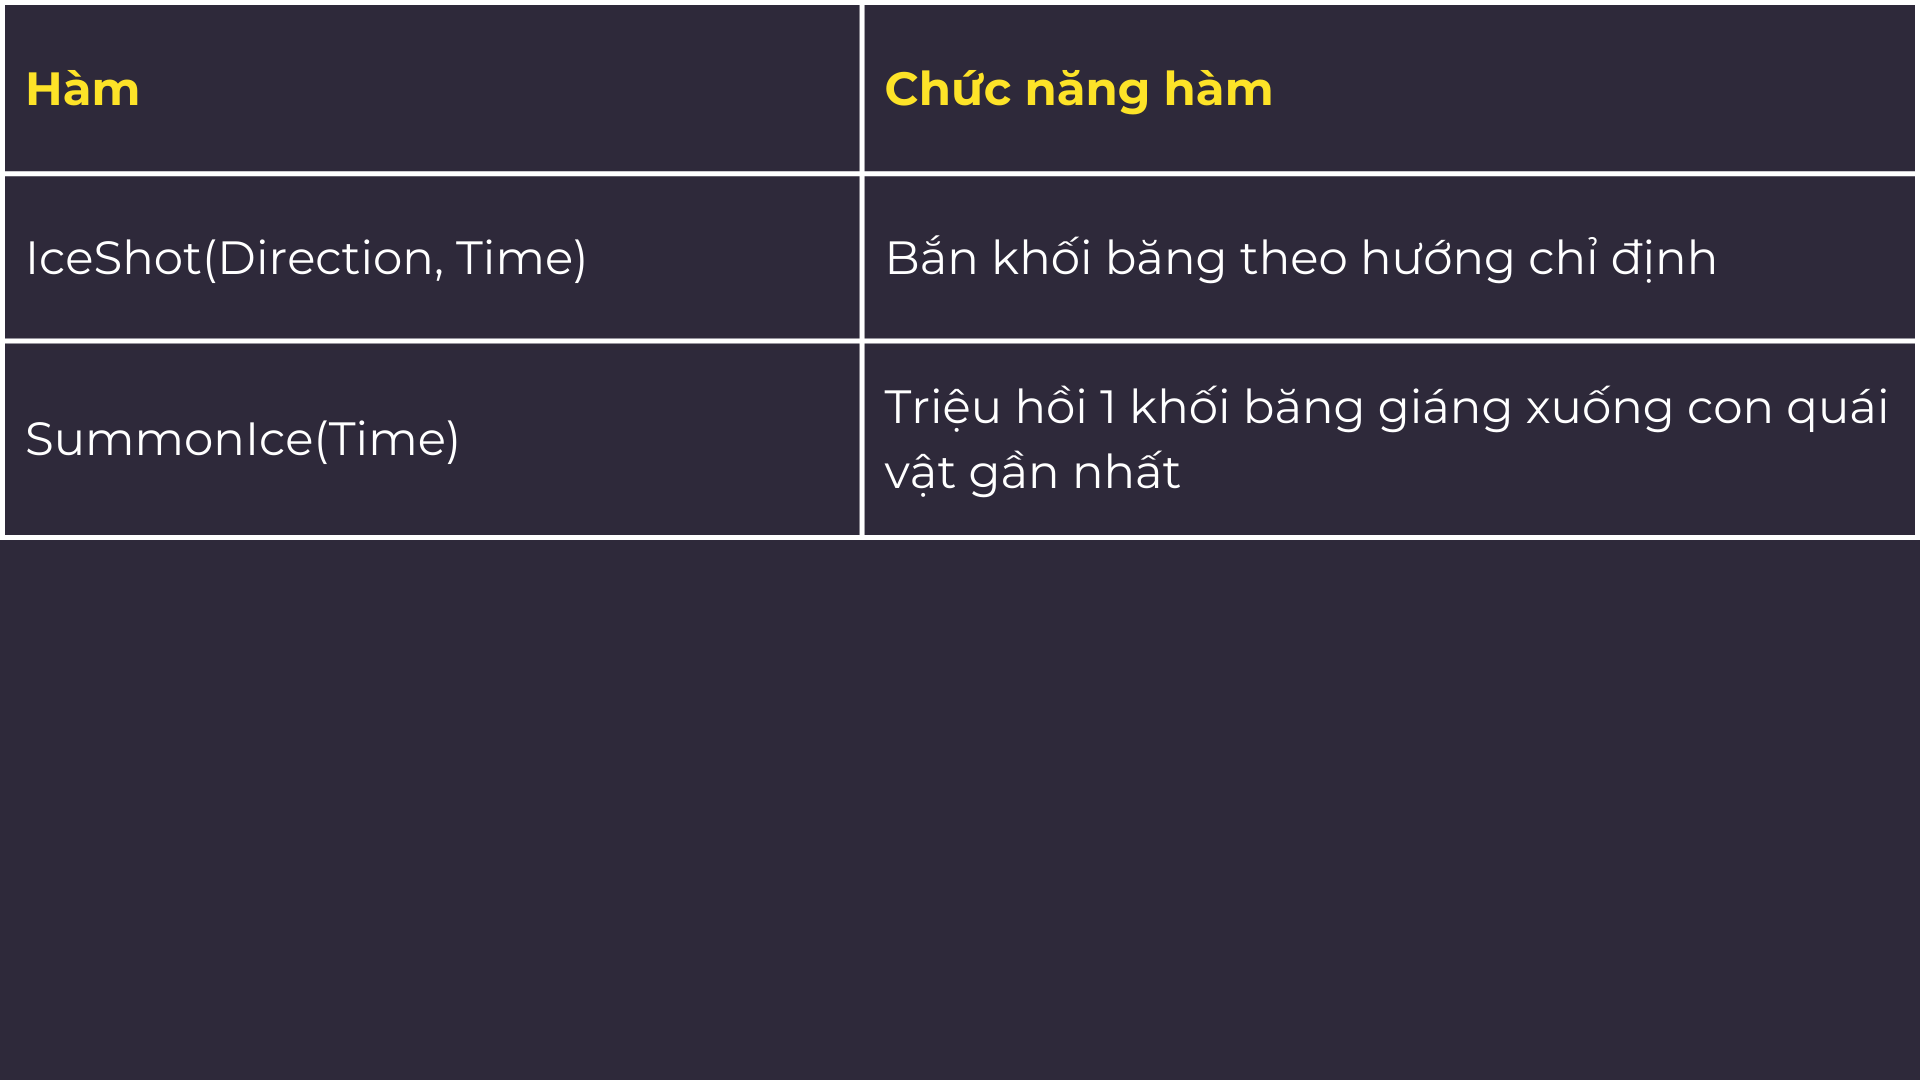 Hàm
Chức năng hàm
IceShot(Direction, Time)
Bắn khối băng theo hướng chỉ định
SummonIce(Time)
Triệu hồi 1 khối băng giáng xuống con quái
vật gần nhất